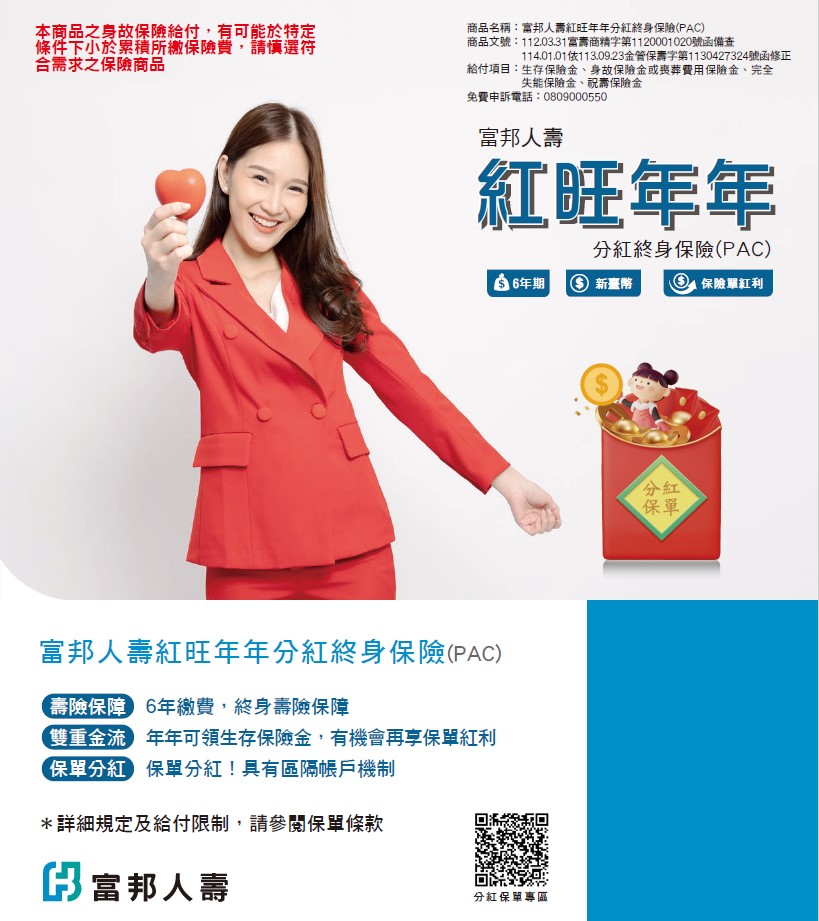 本商品之身故保險給付，有可能於特定
條件下小於累積所繳保險費，請慎選符
合需求之保險商品
商品名稱：富邦人壽紅旺年年分紅終身保險(PAC)
商品文號：112.03.31富壽商精字第1120001020號函備查
114.01.01依113.09.23金管保壽字第1130427324號函修正
給付項目：生存保險金、身故保險金或喪葬費用保險金、完全
失能保險金、祝壽保險金
免費申訴電話：0809000550
富邦人壽
紅旺年年
分紅終身保險(PAC)
$ 6年期
$ 新臺幣
$ 保險單紅利
$
分紅
保單
富邦人壽紅旺年年分紅終身保險(PAC)
壽險保障 6年繳費，終身壽險保障
雙重金流 年年可領生存保險金，有機會再享保單紅利
保單分紅 保單分紅！具有區隔帳戶機制
＊詳細規定及給付限制，請參閱保單條款
富邦人壽
分紅保單專區